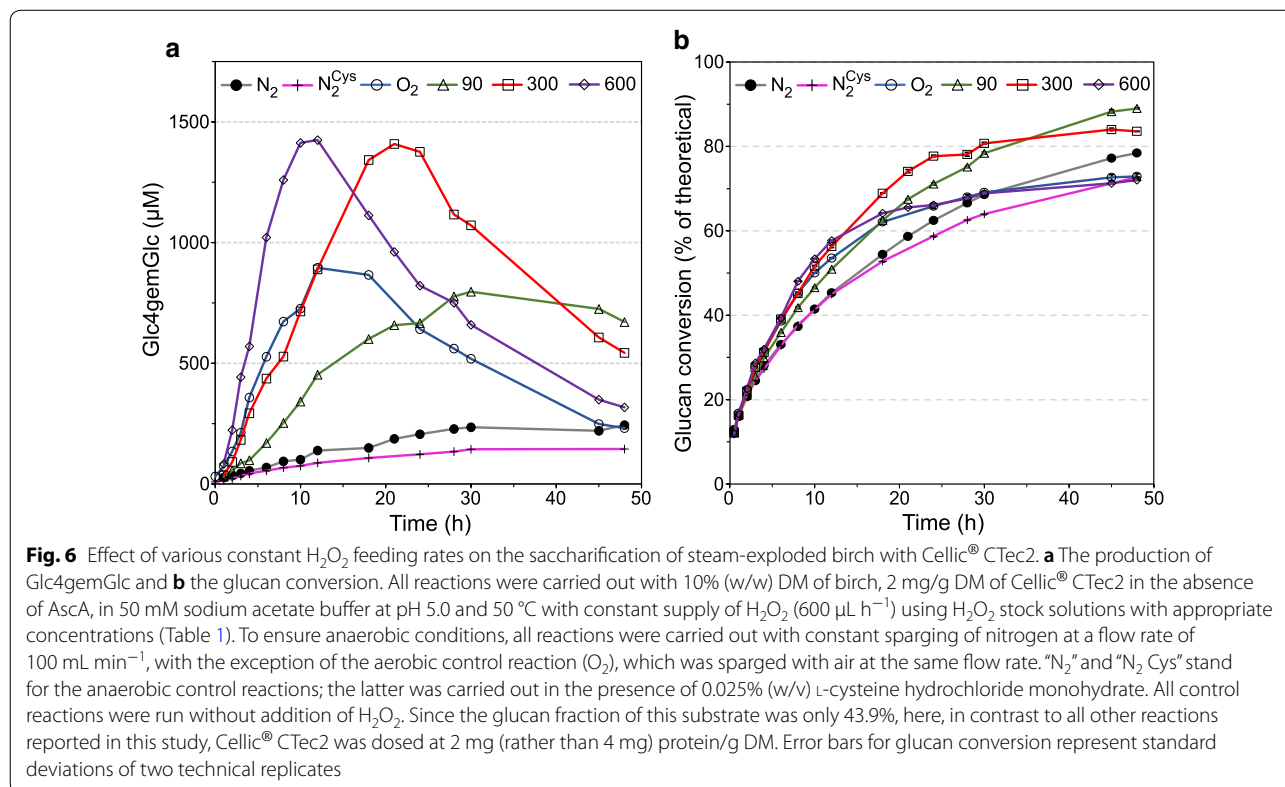 a
N₂ N₂Cys O₂ 90 300 600
1500
1000
500
0
Glc4gemGlc (µM)
0 10 20 30 40 50
Time (h)
b
100
N₂ N₂Cys O₂ 90 300 600
80
60
40
20
0
Glucan conversion (% of theoretical)
0 10 20 30 40 50
Time (h)
Fig. 6 Effect of various constant H₂O₂ feeding rates on the saccharification of steam-exploded birch with Cellic® CTec2. a The production of
Glc4gemGlc and b the glucan conversion. All reactions were carried out with 10% (w/w) DM of birch, 2 mg/g DM of Cellic® CTec2 in the absence
of AscA, in 50 mM sodium acetate buffer at pH 5.0 and 50 °C with constant supply of H₂O₂ (600 µL h⁻¹) using H₂O₂ stock solutions with appropriate
concentrations (Table 1). To ensure anaerobic conditions, all reactions were carried out with constant sparging of nitrogen at a flow rate of
100 mL min⁻¹, with the exception of the aerobic control reaction (O₂), which was sparged with air at the same flow rate. “N₂” and “N₂ Cys” stand
for the anaerobic control reactions; the latter was carried out in the presence of 0.025% (w/v) L-cysteine hydrochloride monohydrate. All control
reactions were run without addition of H₂O₂. Since the glucan fraction of this substrate was only 43.9%, here, in contrast to all other reactions
reported in this study, Cellic® CTec2 was dosed at 2 mg (rather than 4 mg) protein/g DM. Error bars for glucan conversion represent standard
deviations of two technical replicates